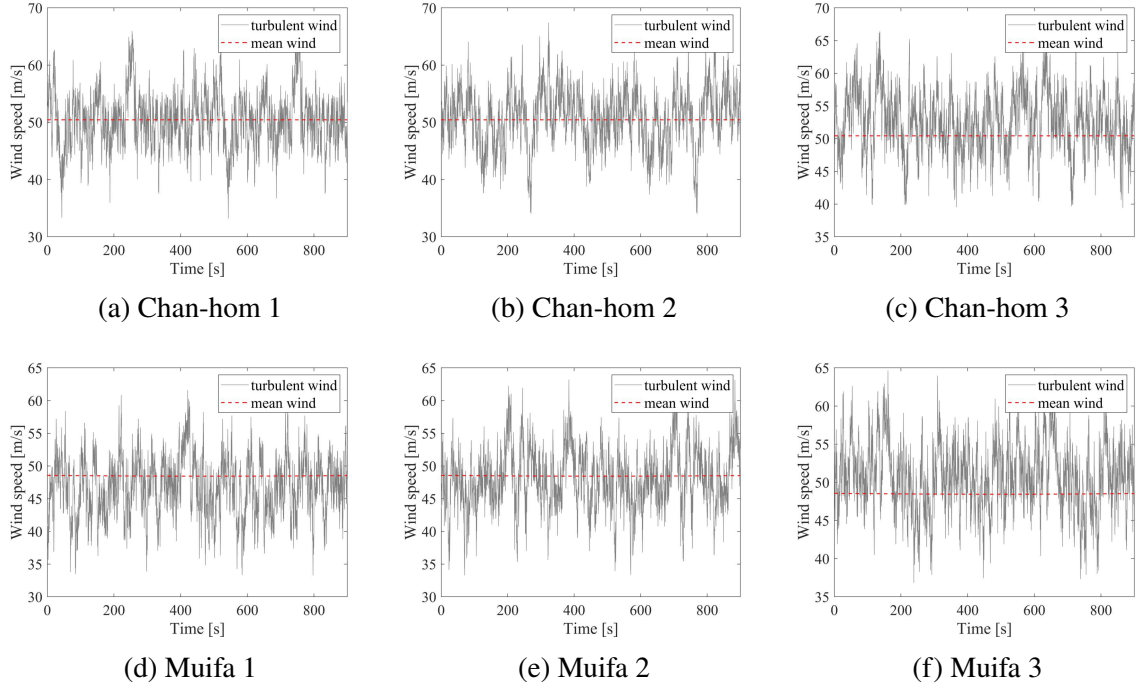 70
60
50
40
30
Wind speed [m/s]
turbulent wind
mean wind
0 200 400 600 800
Time [s]
(a) Chan-hom 1
70
60
50
40
30
Wind speed [m/s]
turbulent wind
mean wind
0 200 400 600 800
Time [s]
(b) Chan-hom 2
70
65
60
55
50
45
40
35
Wind speed [m/s]
turbulent wind
mean wind
0 200 400 600 800
Time [s]
(c) Chan-hom 3
65
60
55
50
45
40
35
30
Wind speed [m/s]
turbulent wind
mean wind
0 200 400 600 800
Time [s]
(d) Muifa 1
65
60
55
50
45
40
35
30
Wind speed [m/s]
turbulent wind
mean wind
0 200 400 600 800
Time [s]
(e) Muifa 2
65
60
55
50
45
40
35
Wind speed [m/s]
turbulent wind
mean wind
0 200 400 600 800
Time [s]
(f) Muifa 3